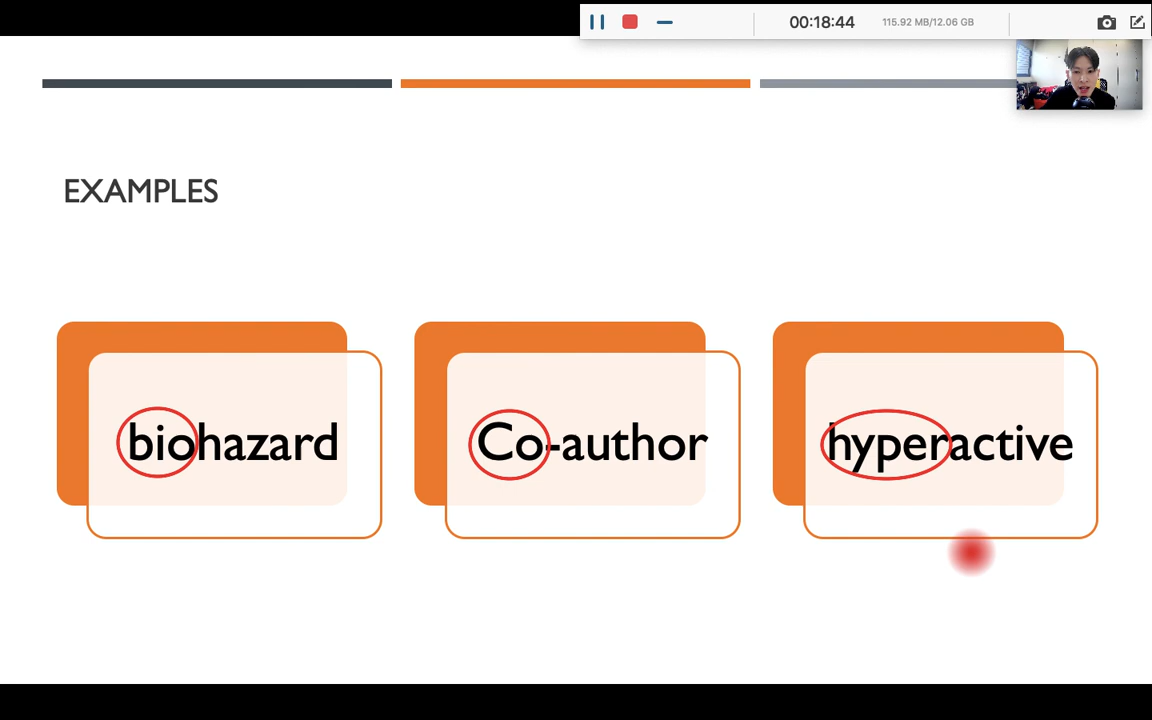 00:18:44 115.92 MB/12.06 GB
EXAMPLES
biohazard
Co-author
hyperactive